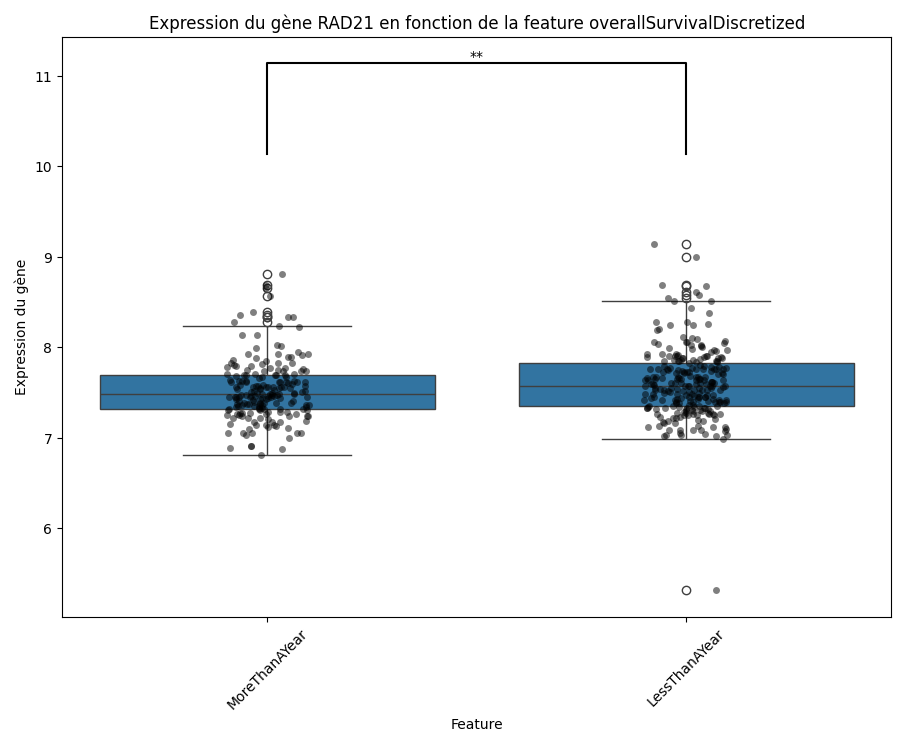 Expression du gène RAD21 en fonction de la feature overallSurvivalDiscretized
**
11
10
9
8
7
6
Expression du gène
MoreThanAYear
LessThanAYear
Feature